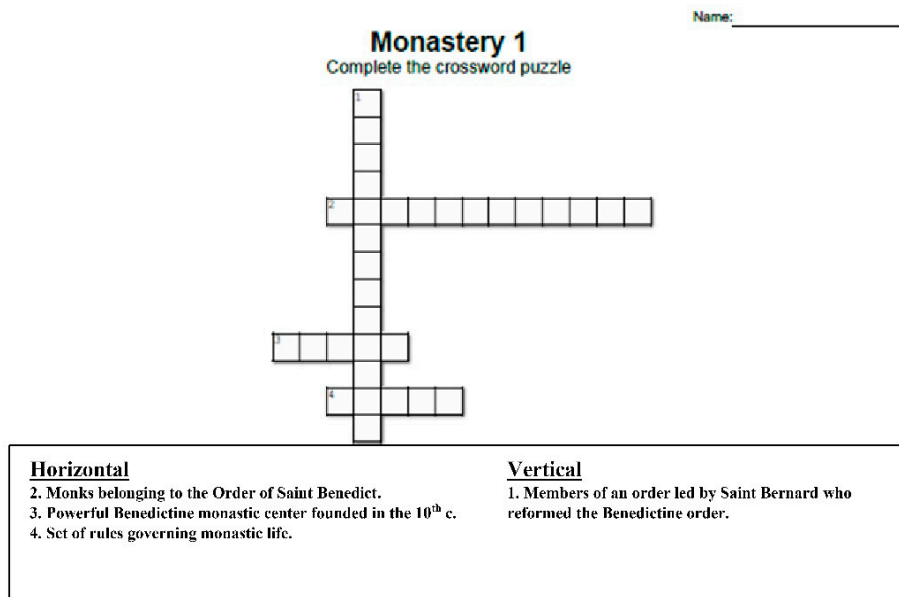 Name:
Monastery 1
Complete the crossword puzzle
1
2
3
4
Horizontal
2. Monks belonging to the Order of Saint Benedict.
3. Powerful Benedictine monastic center founded in the 10th c.
4. Set of rules governing monastic life.
Vertical
1. Members of an order led by Saint Bernard who
reformed the Benedictine order.